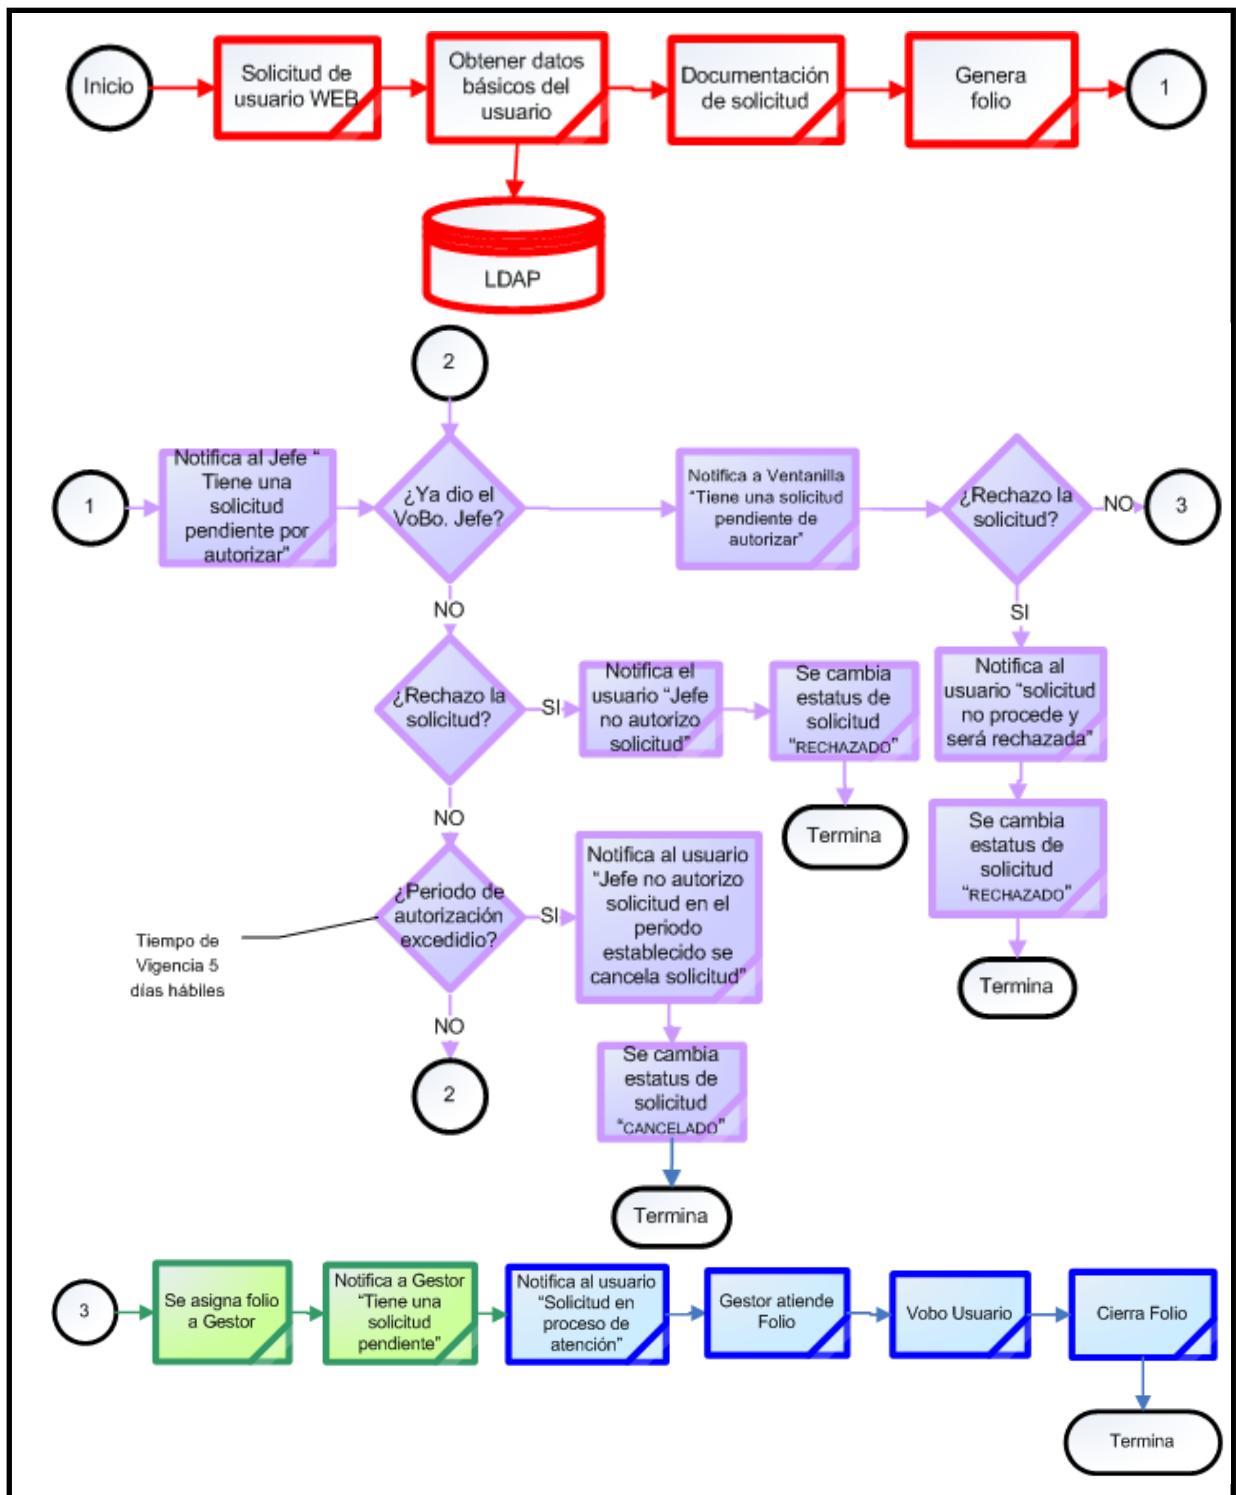 Inicio
Solicitud de
usuario WEB
Obtener datos
básicos del
usuario
Documentación
de solicitud
Genera
folio
1
LDAP
2
1
Notifica al Jefe “
Tiene una
solicitud
pendiente por
autorizar”
¿Ya dio el
VoBo. Jefe?
Notifica a Ventanilla
“Tiene una solicitud
pendiente de
autorizar”
¿Rechazo la
solicitud?
NO
3
NO
SI
¿Rechazo la
solicitud?
SI
Notifica el
usuario “Jefe
no autorizo
solicitud”
Se cambia
estatus de
solicitud
“RECHAZADO”
Notifica al
usuario “solicitud
no procede y
será rechazada”
NO
Termina
Se cambia
estatus de
solicitud
“RECHAZADO”
Termina
¿Periodo de
autorización
excedidio?
SI
Notifica al usuario
“Jefe no autorizo
solicitud en el
periodo
establecido se
cancela solicitud”
Tiempo de
Vigencia 5
días hábiles
NO
2
Se cambia
estatus de
solicitud
“CANCELADO”
Termina
3
Se asigna folio
a Gestor
Notifica a Gestor
“Tiene una
solicitud
pendiente”
Notifica al usuario
“Solicitud en
proceso de
atención”
Gestor atiende
Folio
Vobo Usuario
Cierra Folio
Termina